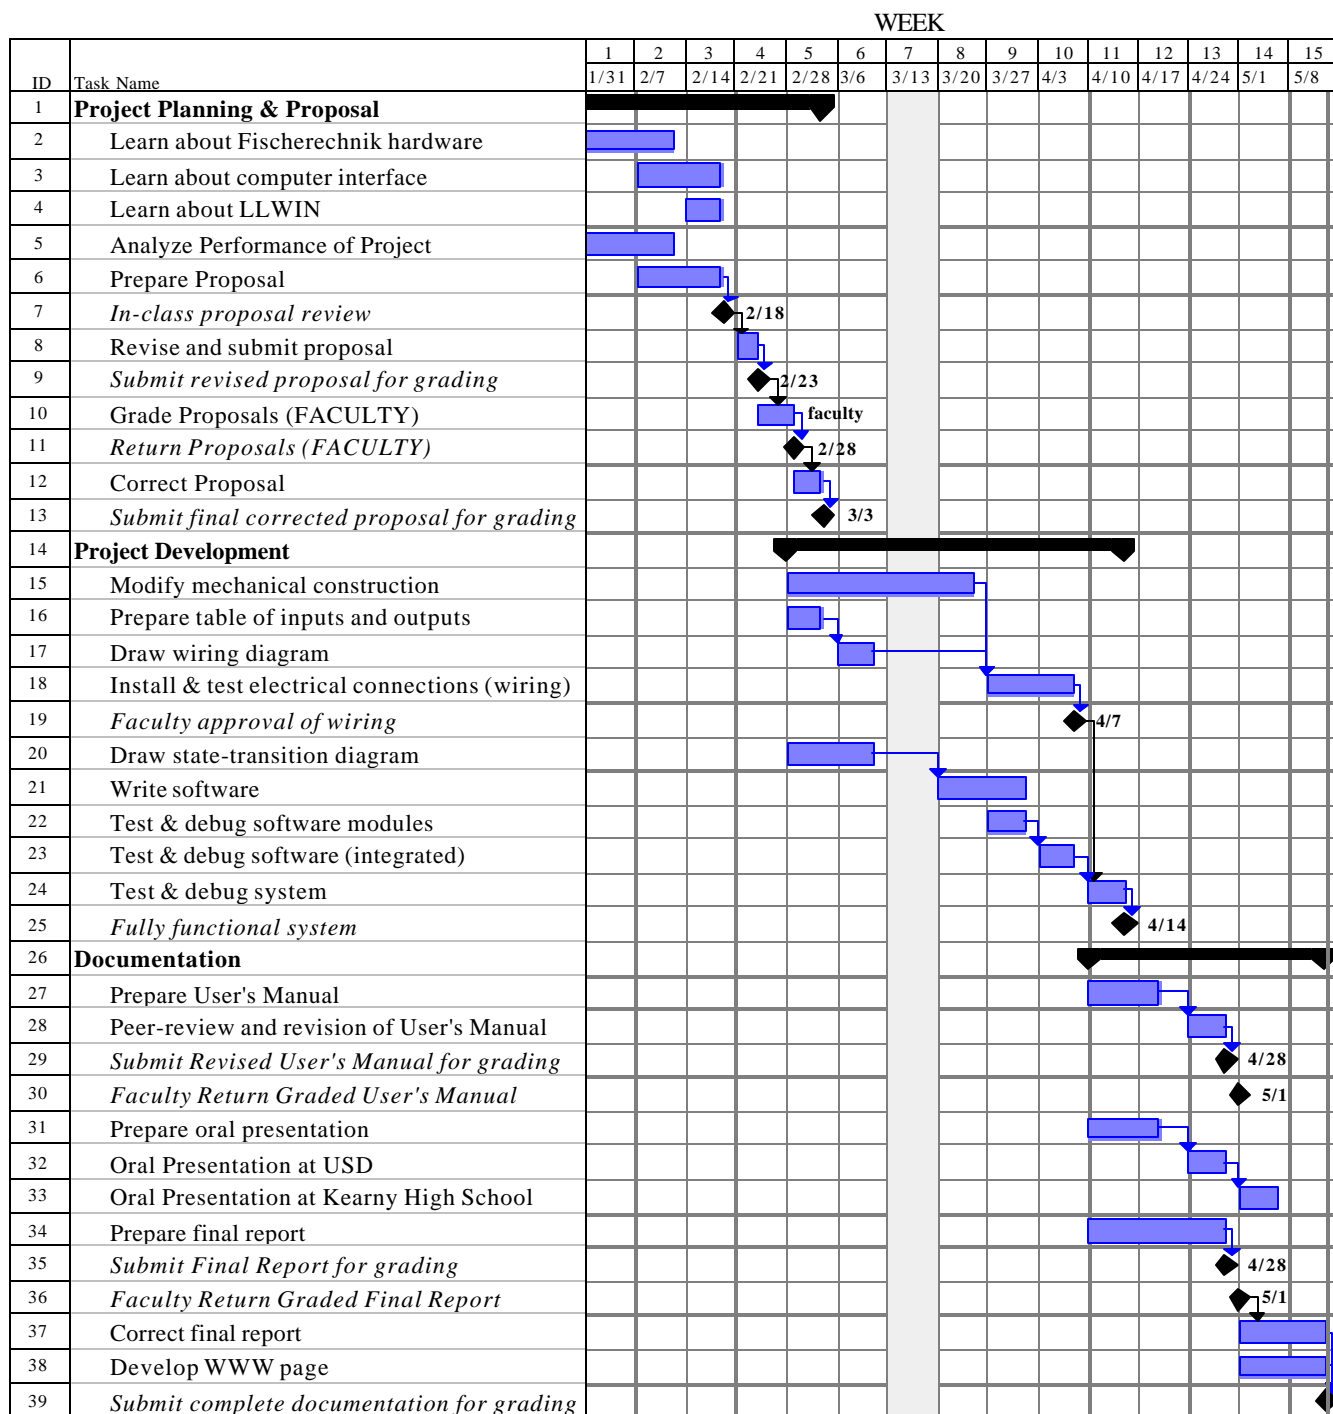 WEEK
1 2 3 4 5 6 7 8 9 10 11 12 13 14 15
ID Task Name 1/31 2/7 2/14 2/21 2/28 3/6 3/13 3/20 3/27 4/3 4/10 4/17 4/24 5/1 5/8
1 Project Planning & Proposal
2 Learn about Fischerechnik hardware
3 Learn about computer interface
4 Learn about LLWIN
5 Analyze Performance of Project
6 Prepare Proposal
7 In-class proposal review 2/18
8 Revise and submit proposal
9 Submit revised proposal for grading 2/23
10 Grade Proposals (FACULTY) faculty
11 Return Proposals (FACULTY) 2/28
12 Correct Proposal
13 Submit final corrected proposal for grading 3/3
14 Project Development
15 Modify mechanical construction
16 Prepare table of inputs and outputs
17 Draw wiring diagram
18 Install & test electrical connections (wiring)
19 Faculty approval of wiring 4/7
20 Draw state-transition diagram
21 Write software
22 Test & debug software modules
23 Test & debug software (integrated)
24 Test & debug system
25 Fully functional system 4/14
26 Documentation
27 Prepare User's Manual
28 Peer-review and revision of User's Manual
29 Submit Revised User's Manual for grading 4/28
30 Faculty Return Graded User's Manual 5/1
31 Prepare oral presentation
32 Oral Presentation at USD
33 Oral Presentation at Kearny High School
34 Prepare final report
35 Submit Final Report for grading 4/28
36 Faculty Return Graded Final Report 5/1
37 Correct final report
38 Develop WWW page
39 Submit complete documentation for grading